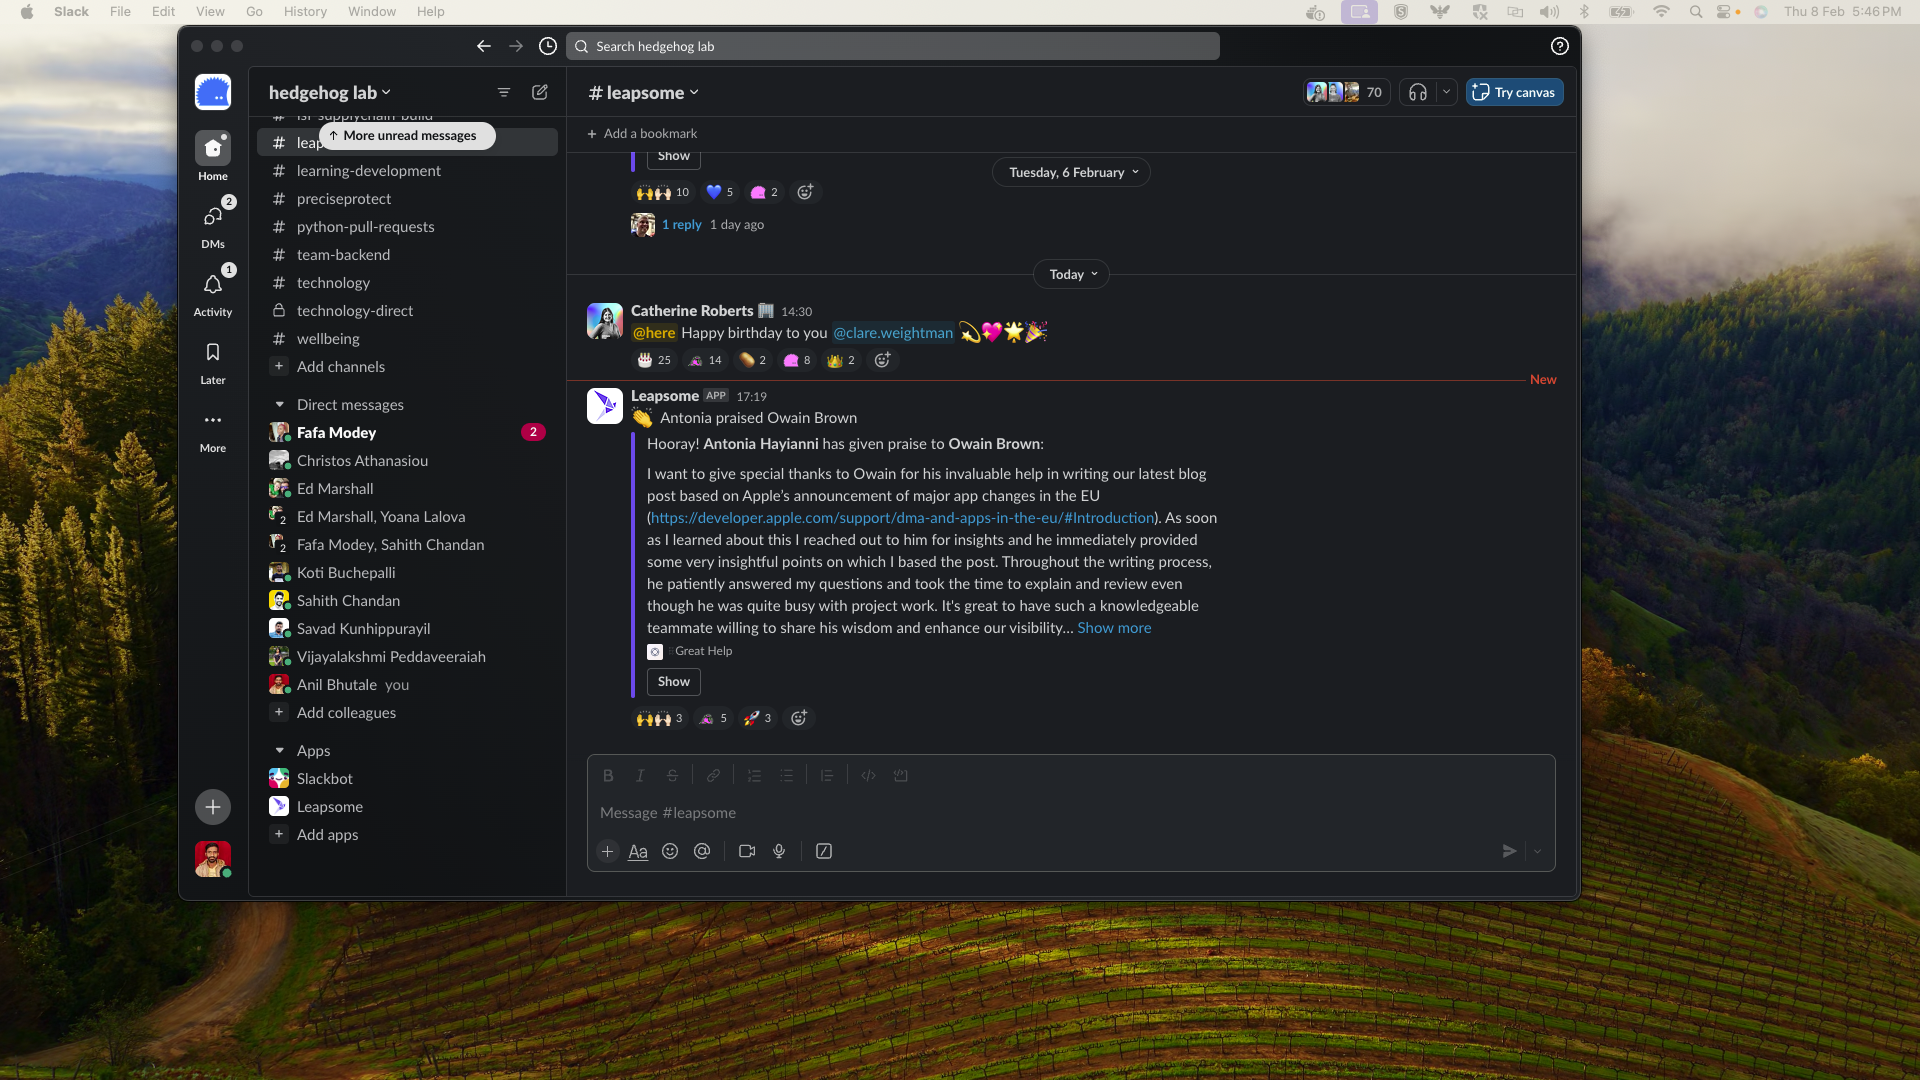 Slack File Edit View Go History Window Help Thu 8 Feb 5:46 PM
Search hedgehog lab
hedgehog lab
# leapsome
70
Try canvas
Add a bookmark
Home
DMs
2
Activity
1
Later
More
lsr-supplychain-build
↑ More unread messages
# leap
# learning-development
# preciseprotect
# python-pull-requests
# team-backend
# technology
technology-direct
# wellbeing
+ Add channels
Direct messages
Fafa Modey 2
Christos Athanasiou
Ed Marshall
2 Ed Marshall, Yoana Lalova
2 Fafa Modey, Sahith Chandan
Koti Buchepalli
Sahith Chandan
Savad Kunhippurayil
Vijayalakshmi Peddaveeraiah
Anil Bhutale you
+ Add colleagues
Apps
Slackbot
Leapsome
+ Add apps
Show
Tuesday, 6 February
10 5 2
1 reply 1 day ago
Today
Catherine Roberts 14:30
@here Happy birthday to you @clare.weightman
25 14 2 8 2
New
Leapsome APP 17:19
Antonia praised Owain Brown
Hooray! Antonia Hayianni has given praise to Owain Brown:
I want to give special thanks to Owain for his invaluable help in writing our latest blog
post based on Apple’s announcement of major app changes in the EU
(https://developer.apple.com/support/dma-and-apps-in-the-eu/#Introduction). As soon
as I learned about this I reached out to him for insights and he immediately provided
some very insightful points on which I based the post. Throughout the writing process,
he patiently answered my questions and took the time to explain and review even
though he was quite busy with project work. It's great to have such a knowledgeable
teammate willing to share his wisdom and enhance our visibility... Show more
Great Help
Show
3 5 3
B I S
Message #leapsome
+ Aa @